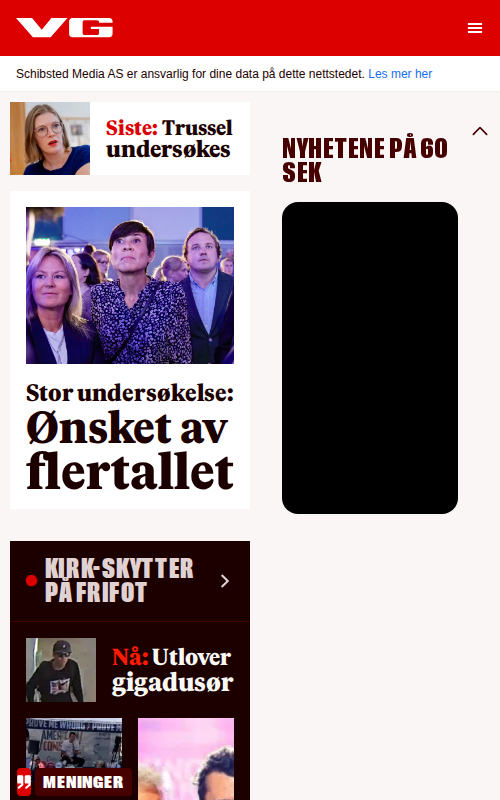 VG
Schibsted Media AS er ansvarlig for dine data på dette nettstedet. Les mer her
Siste: Trussel
undersøkes
Stor undersøkelse:
Ønsket av
flertallet
NYHETENE PÅ 60
SEK
KIRK-SKYTTER
PÅ FRIFOT
Nå: Utlover
gigadusør
MENINGER